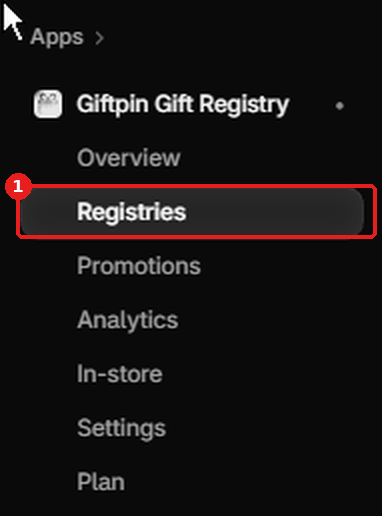 Apps >
Giftpin Gift Registry
Overview
1
Registries
Promotions
Analytics
In-store
Settings
Plan